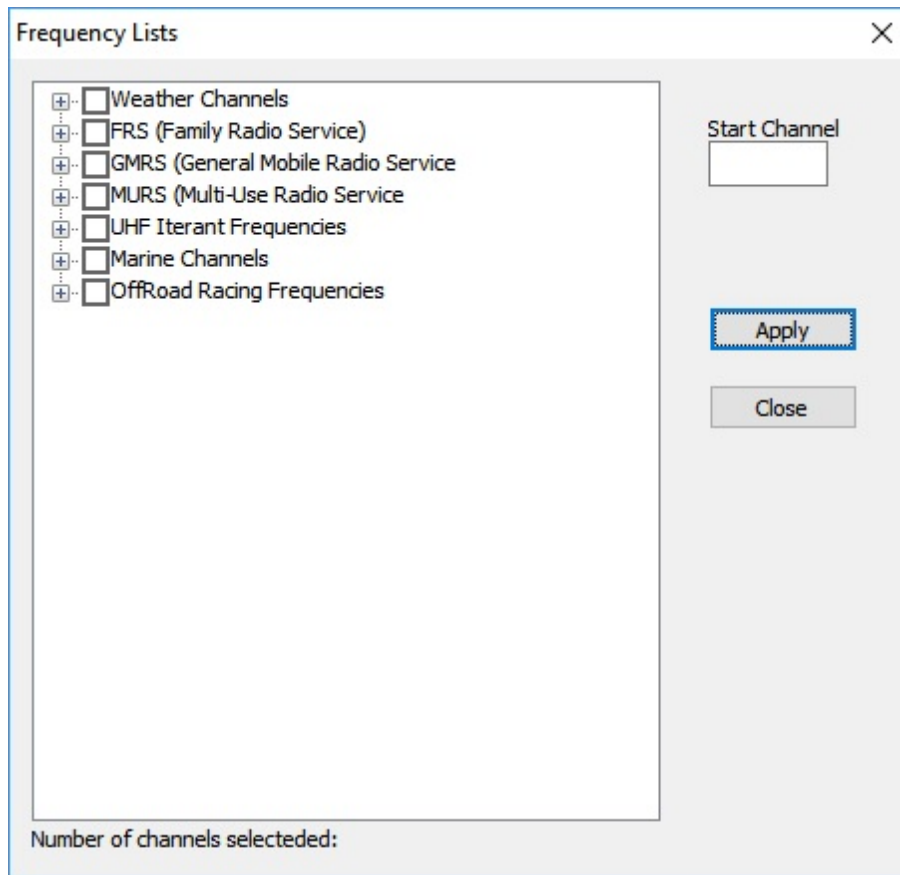 Frequency Lists
Weather Channels
FRS (Family Radio Service)
GMRS (General Mobile Radio Service
MURS (Multi-Use Radio Service
UHF Iterant Frequencies
Marine Channels
OffRoad Racing Frequencies
Number of channels selecteded:
Start Channel
Apply
Close